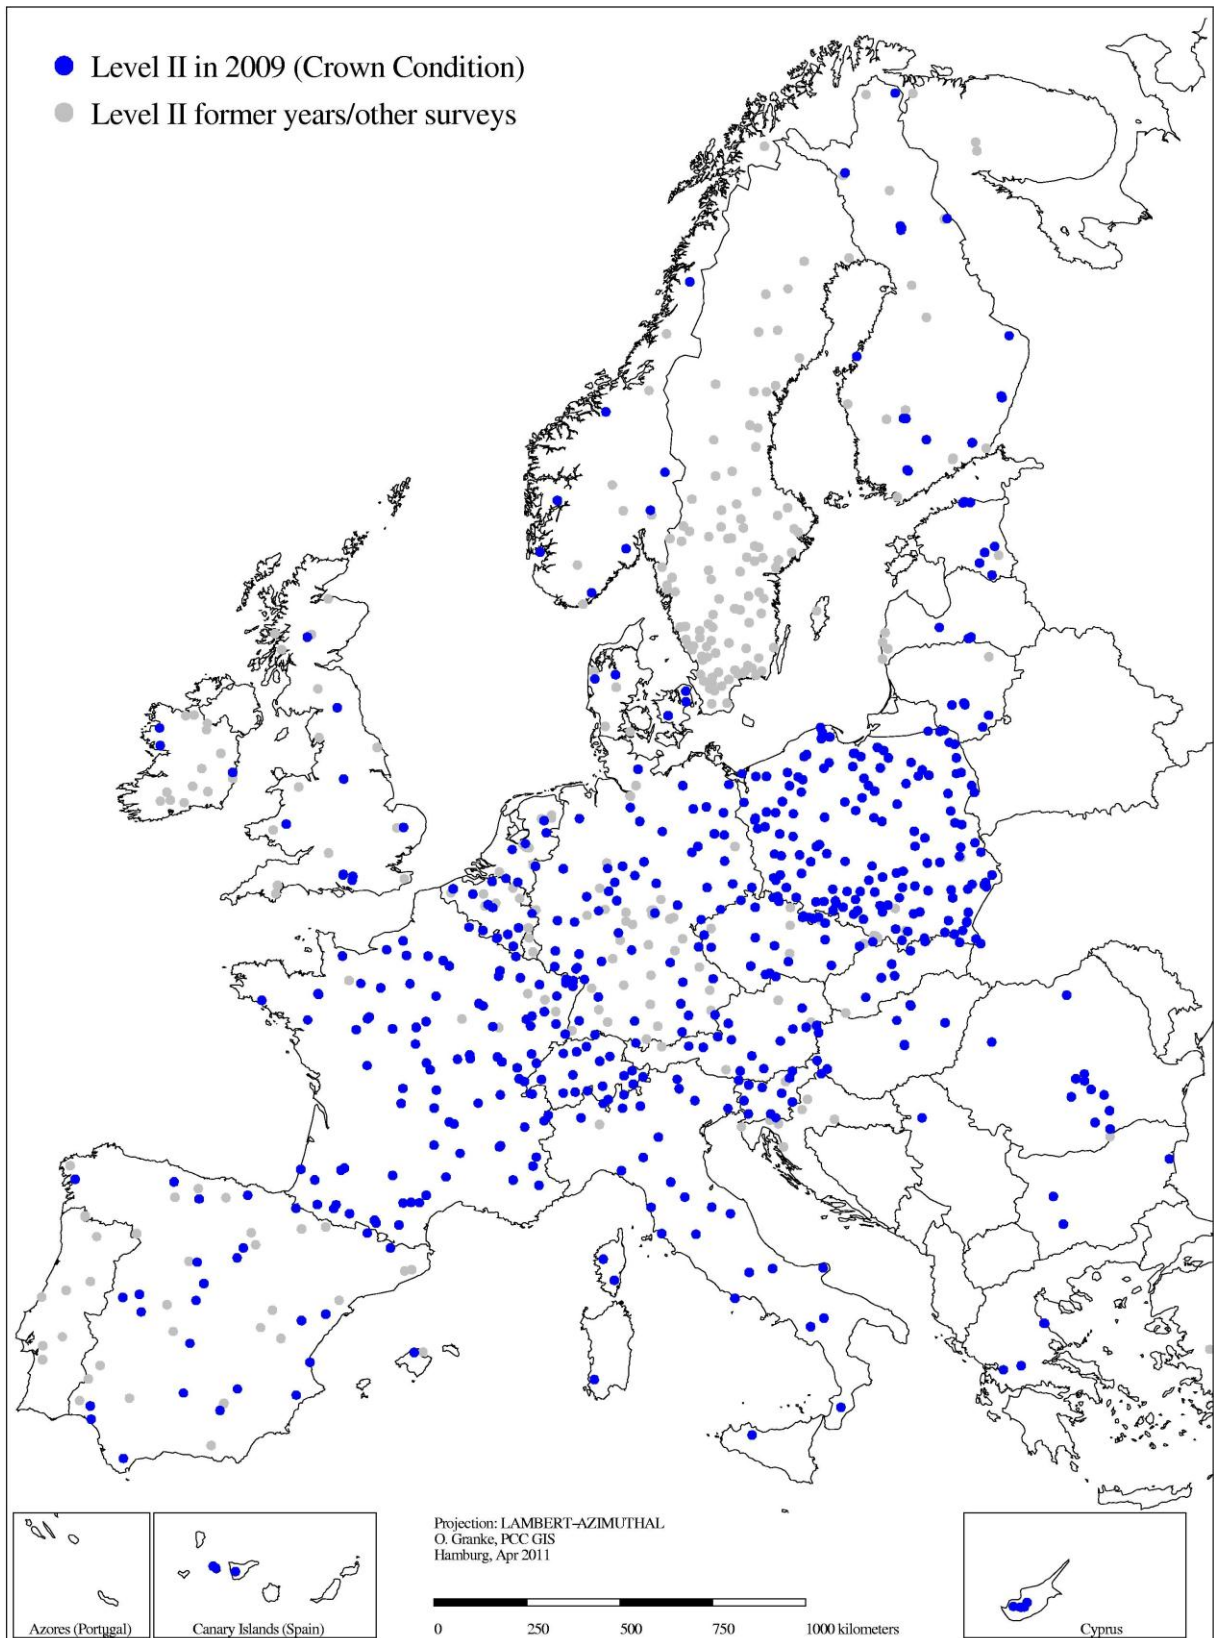 Level II in 2009 (Crown Condition)
Level II former years/other surveys
Projection: LAMBERT-AZIMUTHAL
O. Granke, PCC GIS
Hamburg, Apr 2011
0 250 500 750 1000 kilometers
Azores (Portugal)
Canary Islands (Spain)
Cyprus